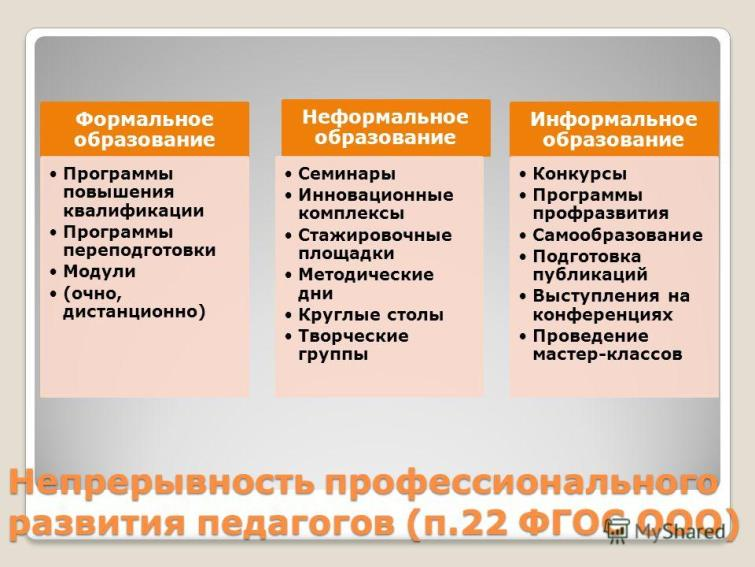 Формальное
образование
• Программы
повышения
квалификации
• Программы
переподготовки
• Модули
• (очно,
дистанционно)
Неформальное
образование
• Семинары
• Инновационные
комплексы
• Стажировочные
площадки
• Методические
дни
• Круглые столы
• Творческие
группы
Информальное
образование
• Конкурсы
• Программы
профразвития
• Самообразование
• Подготовка
публикаций
• Выступления на
конференциях
• Проведение
мастер-классов
Непрерывность профессионального
развития педагогов (п.22 ФГОС ООО)
MyShared